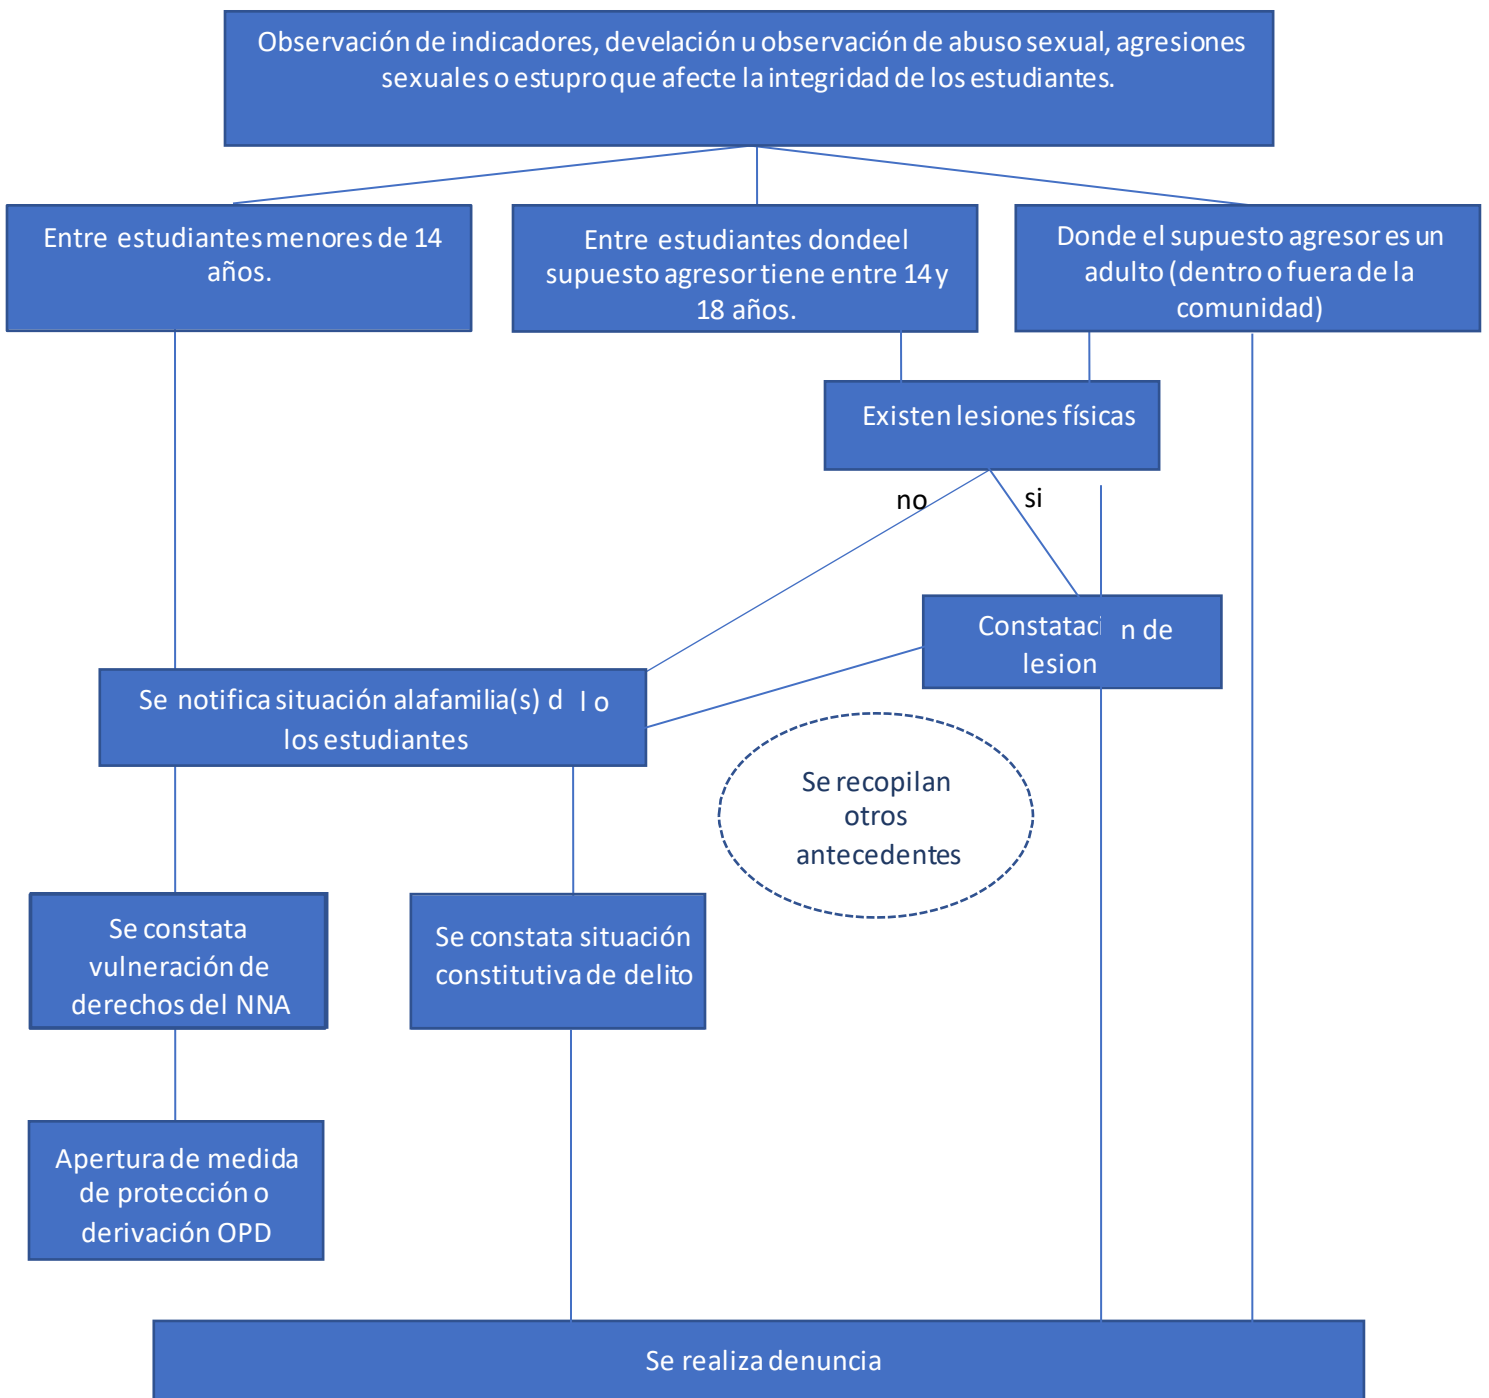 Observación de indicadores, develación u observación de abuso sexual, agresiones
sexuales o estupro que afecte la integridad de los estudiantes.
Entre estudiantes menores de 14
años.
Entre estudiantes dondeel
supuesto agresor tiene entre 14 y
18 años.
Donde el supuesto agresor es un
adulto (dentro o fuera de la
comunidad)
Existen lesiones físicas
no
si
Constataci n de
lesion
Se notifica situación alafamilia(s) d l o
los estudiantes
Se recopilan
otros
antecedentes
Se constata
vulneración de
derechos del NNA
Se constata situación
constitutiva de delito
Apertura de medida
de protección o
derivación OPD
Se realiza denuncia